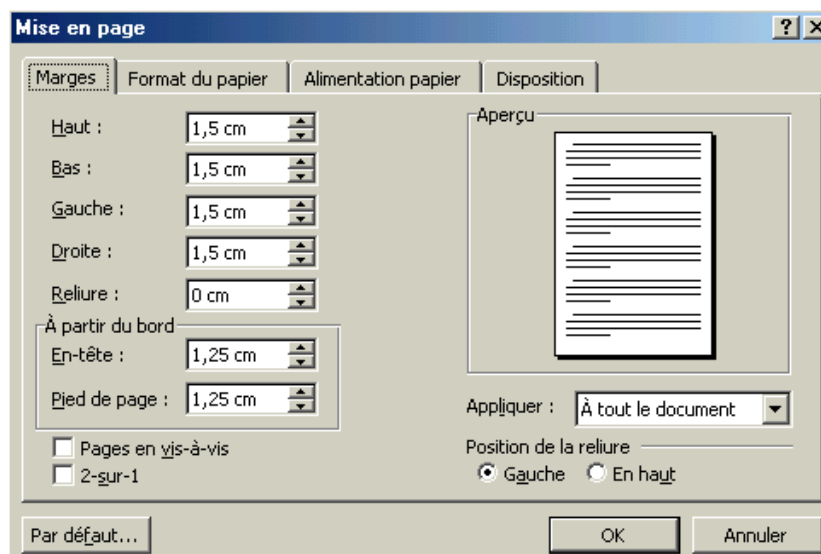 Mise en page
Marges Format du papier Alimentation papier Disposition
Haut : 1,5 cm
Bas : 1,5 cm
Gauche : 1,5 cm
Droite : 1,5 cm
Reliure : 0 cm
À partir du bord
En-tête : 1,25 cm
Pied de page : 1,25 cm
Pages en vis-à-vis
2-sur-1
Aperçu
Appliquer : À tout le document
Position de la reliure
Gauche En haut
Par défaut... OK Annuler